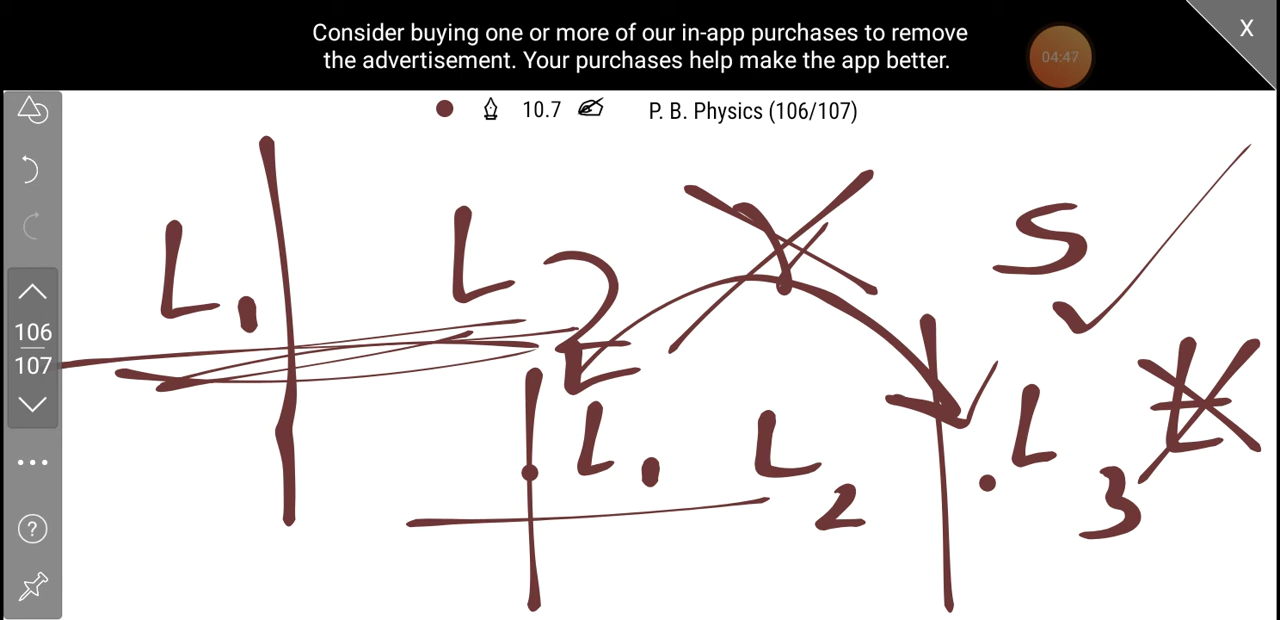 Consider buying one or more of our in-app purchases to remove
the advertisement. Your purchases help make the app better.
04:47
X
10.7 P. B. Physics (106/107)
L1 L2 S
106
107
E L1 L2 L3 E
?